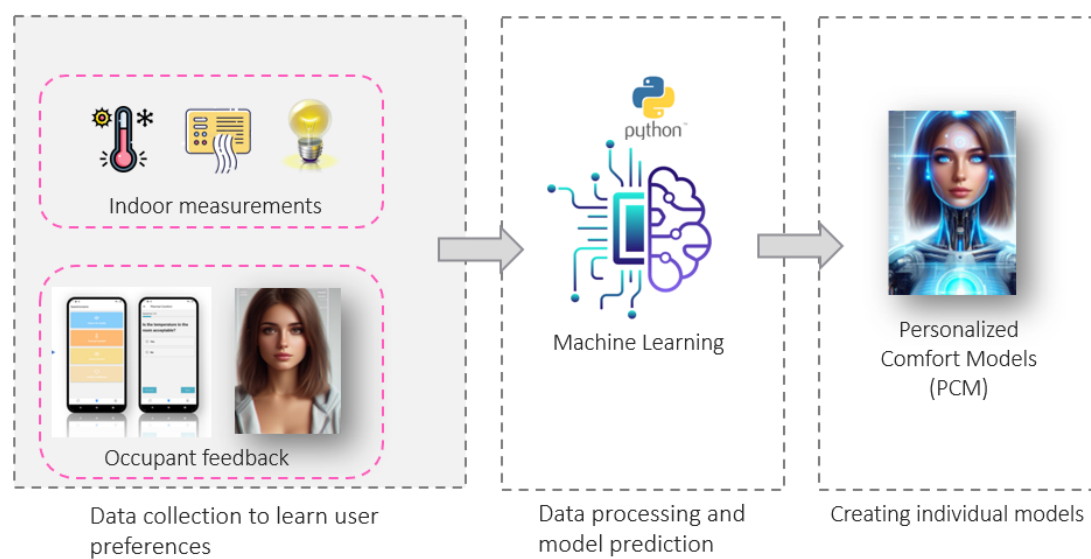 python™
Indoor measurements
Is the temperature in the
room acceptable?
Occupant feedback
Machine Learning
Personalized
Comfort Models
(PCM)
Data collection to learn user
preferences
Data processing and
model prediction
Creating individual models